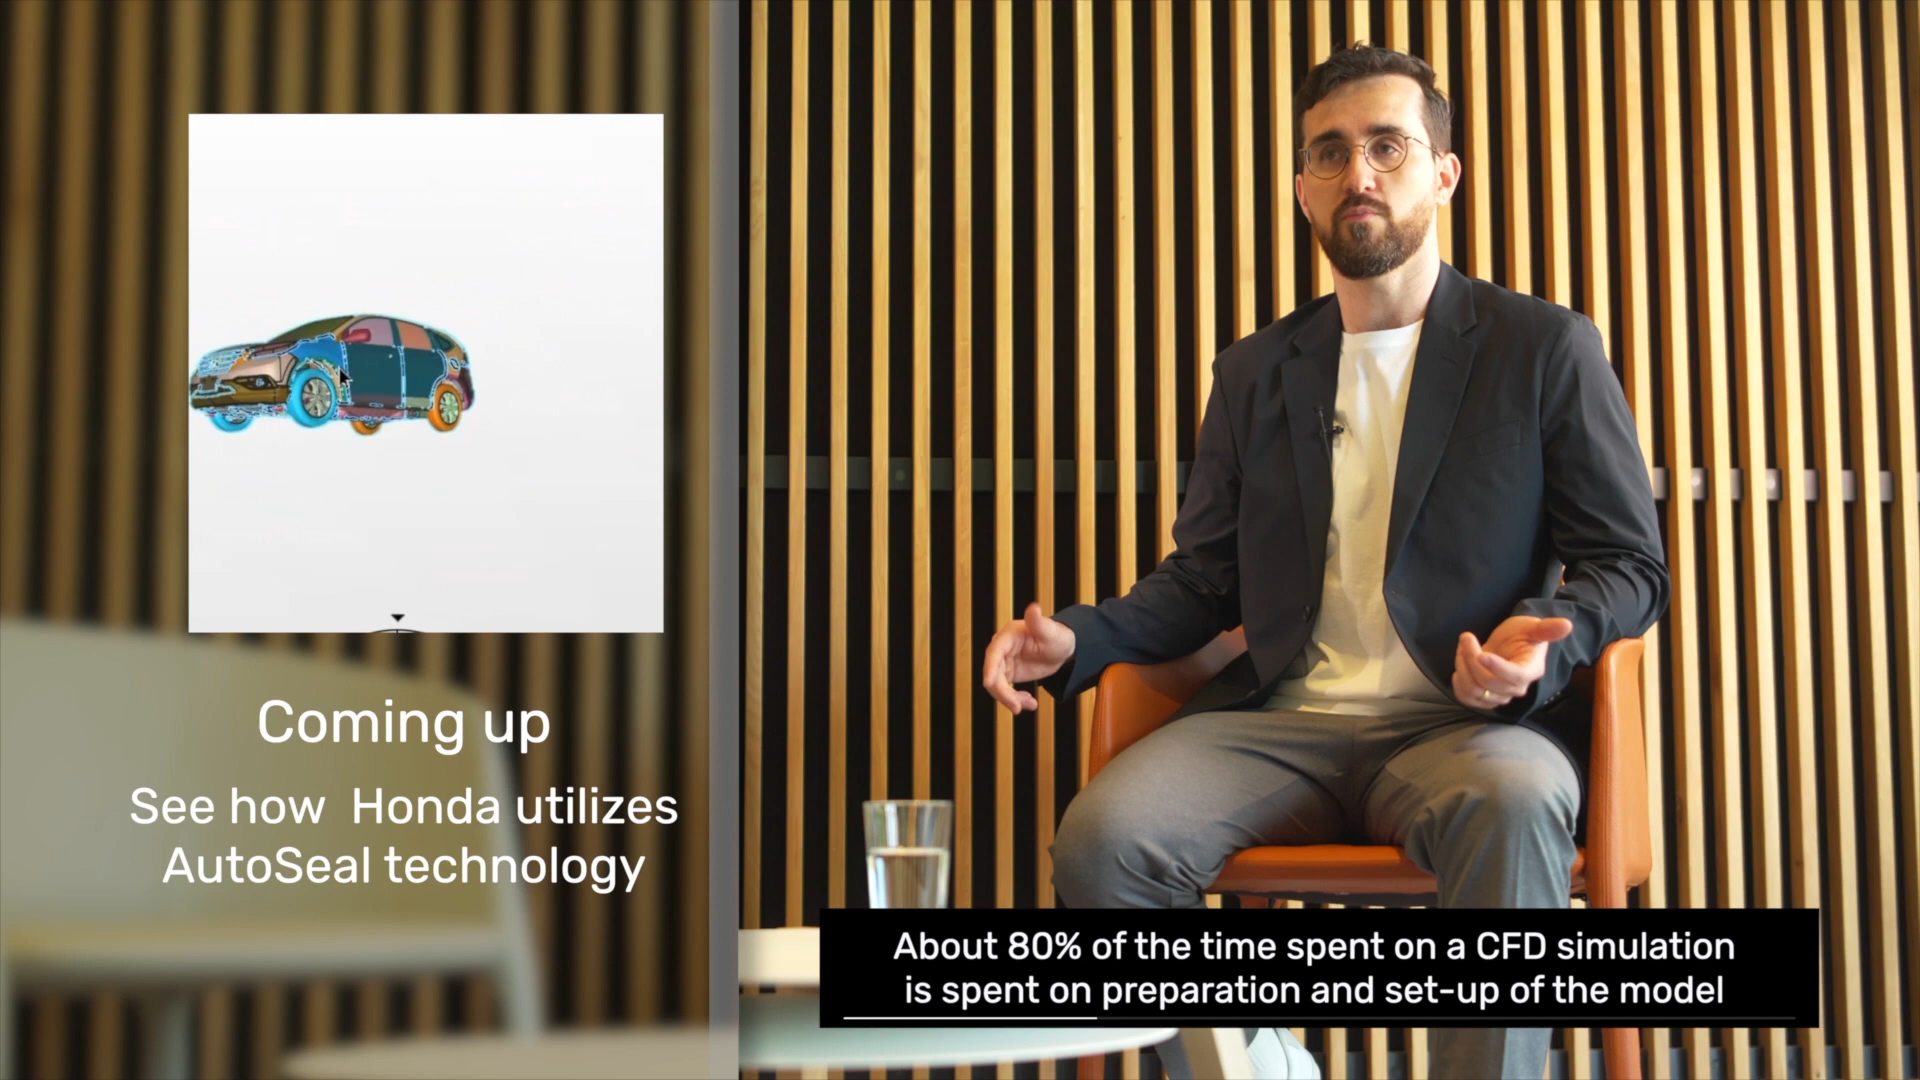 Coming up
See how  Honda utilizes
AutoSeal technology
About 80% of the time spent on a CFD simulation
is spent on preparation and set-up of the model